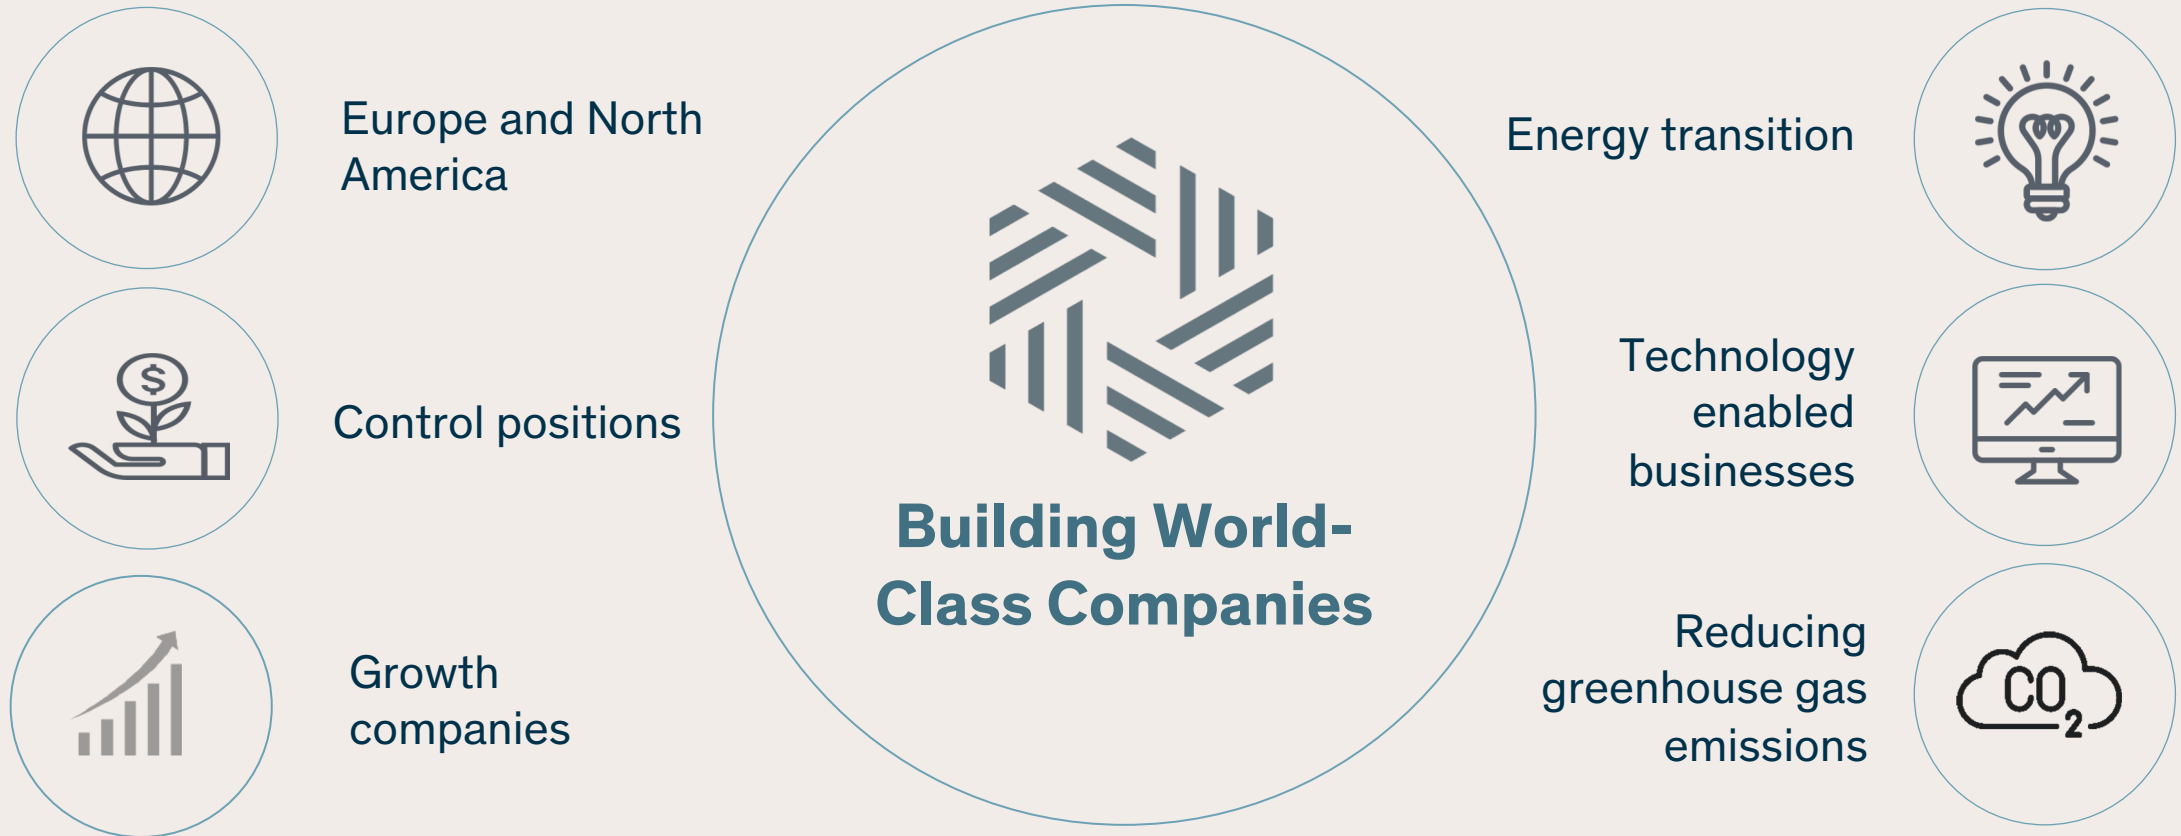 Europe and North
America
$
Control positions
Growth
companies
Building World-
Class Companies
Energy transition
Technology
enabled
businesses
Reducing
greenhouse gas
emissions
CO2